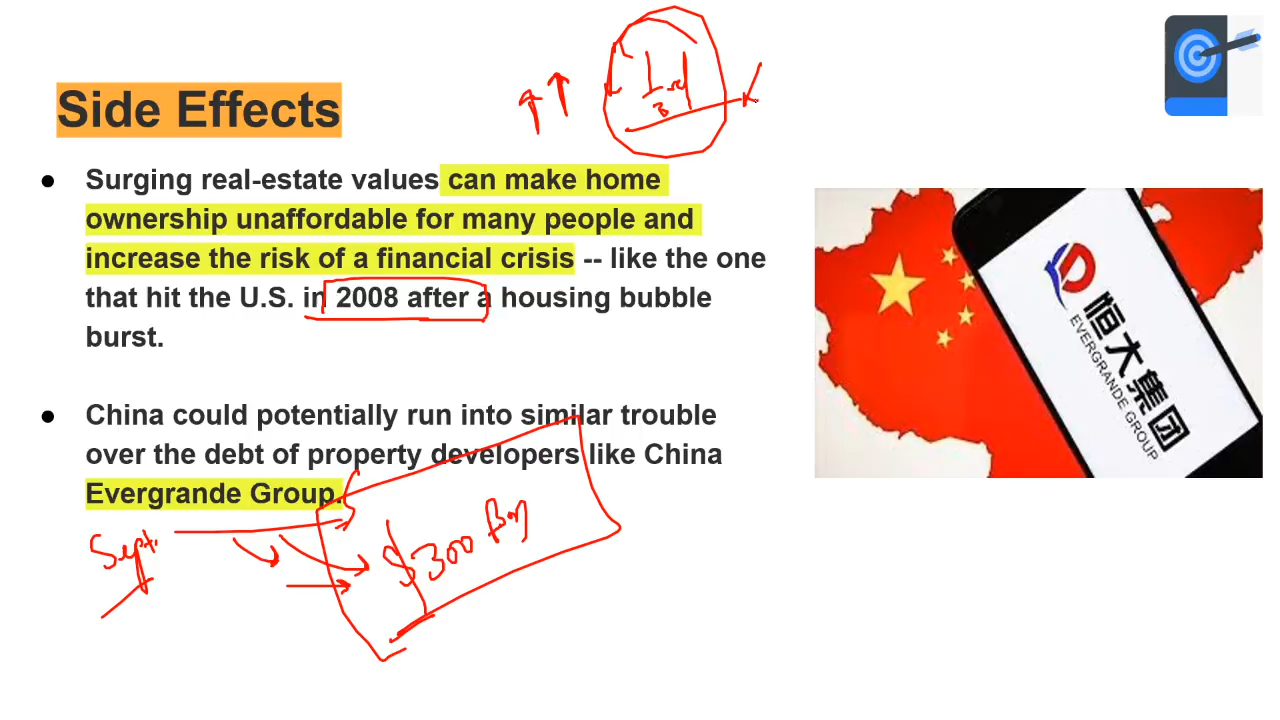 Side Effects
● Surging real-estate values can make home
ownership unaffordable for many people and
increase the risk of a financial crisis -- like the one
that hit the U.S. in 2008 after a housing bubble
burst.
● China could potentially run into similar trouble
over the debt of property developers like China
Evergrande Group.
Sept.
$300 Bn
恒大集团
EVERGRANDE GROUP